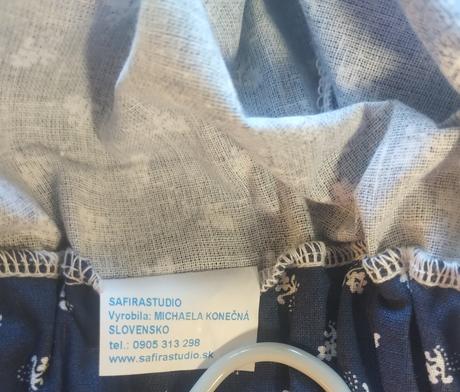 SAFIRASTUDIO
Vyrobila: MICHAELA KONEČNÁ
SLOVENSKO
tel.: 0905 313 298
www.safirastudio.sk